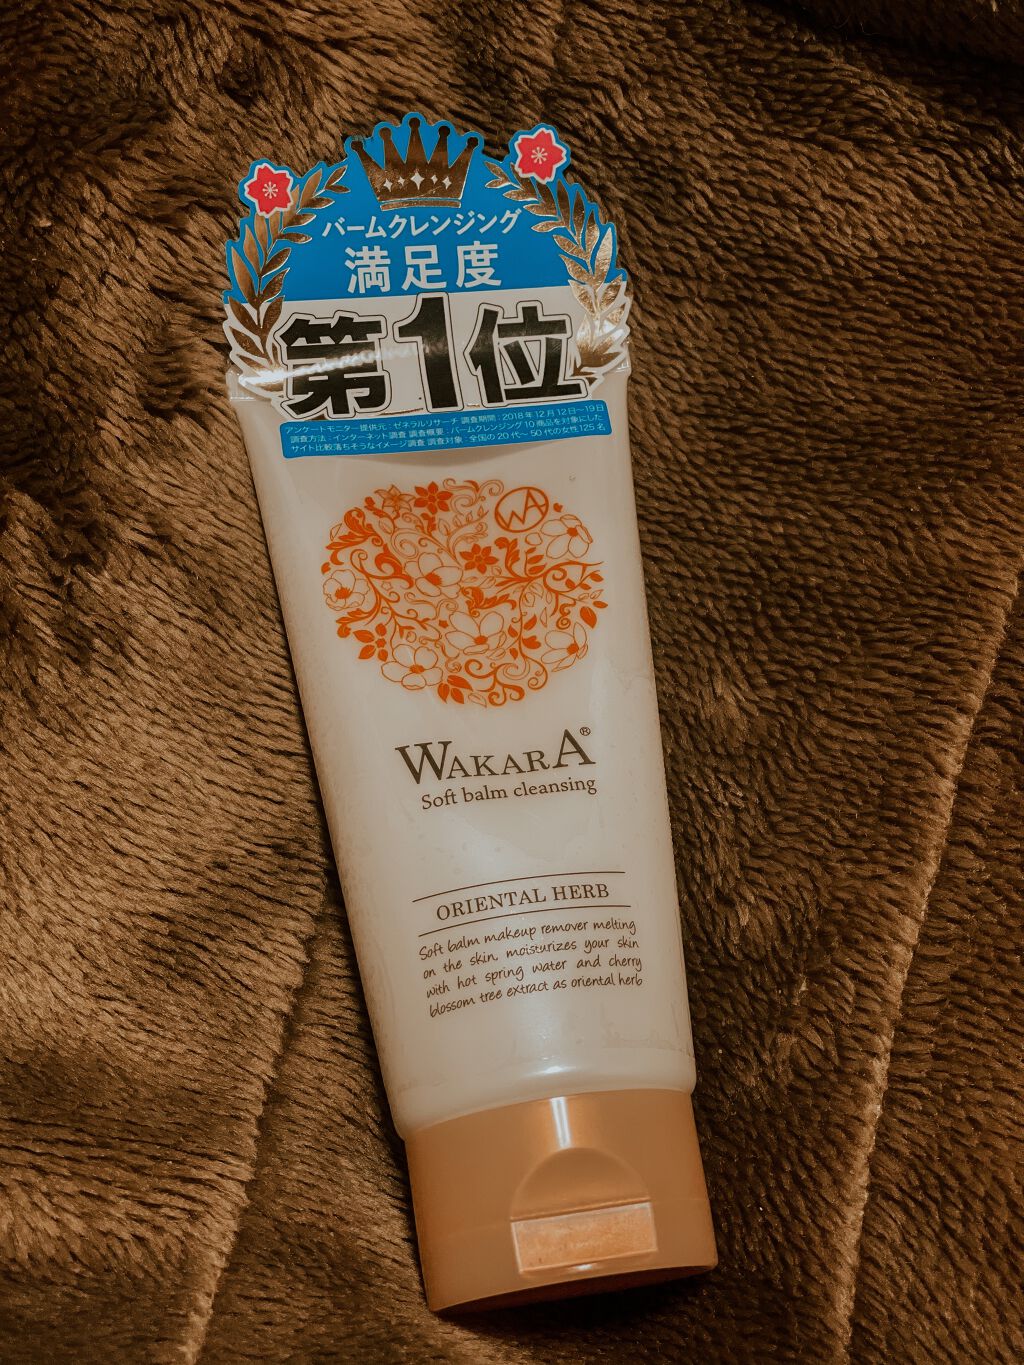 バームクレンジング
満足度
第1位
アンケートモニター提供元:ゼネラルリサーチ 調査期間:2018年12月12日〜19日
調査方法:インターネット調査 調査概要:バームクレンジング10商品を対象にした
サイト比較落ちそうなイメージ調査 調査対象:全国の20代〜50代の女性125名
WA
WAKARA®
Soft balm cleansing
ORIENTAL HERB
Soft balm makeup remover melting
on the skin, moisturizes your skin
with hot spring water and cherry
blossom tree extract as oriental herb